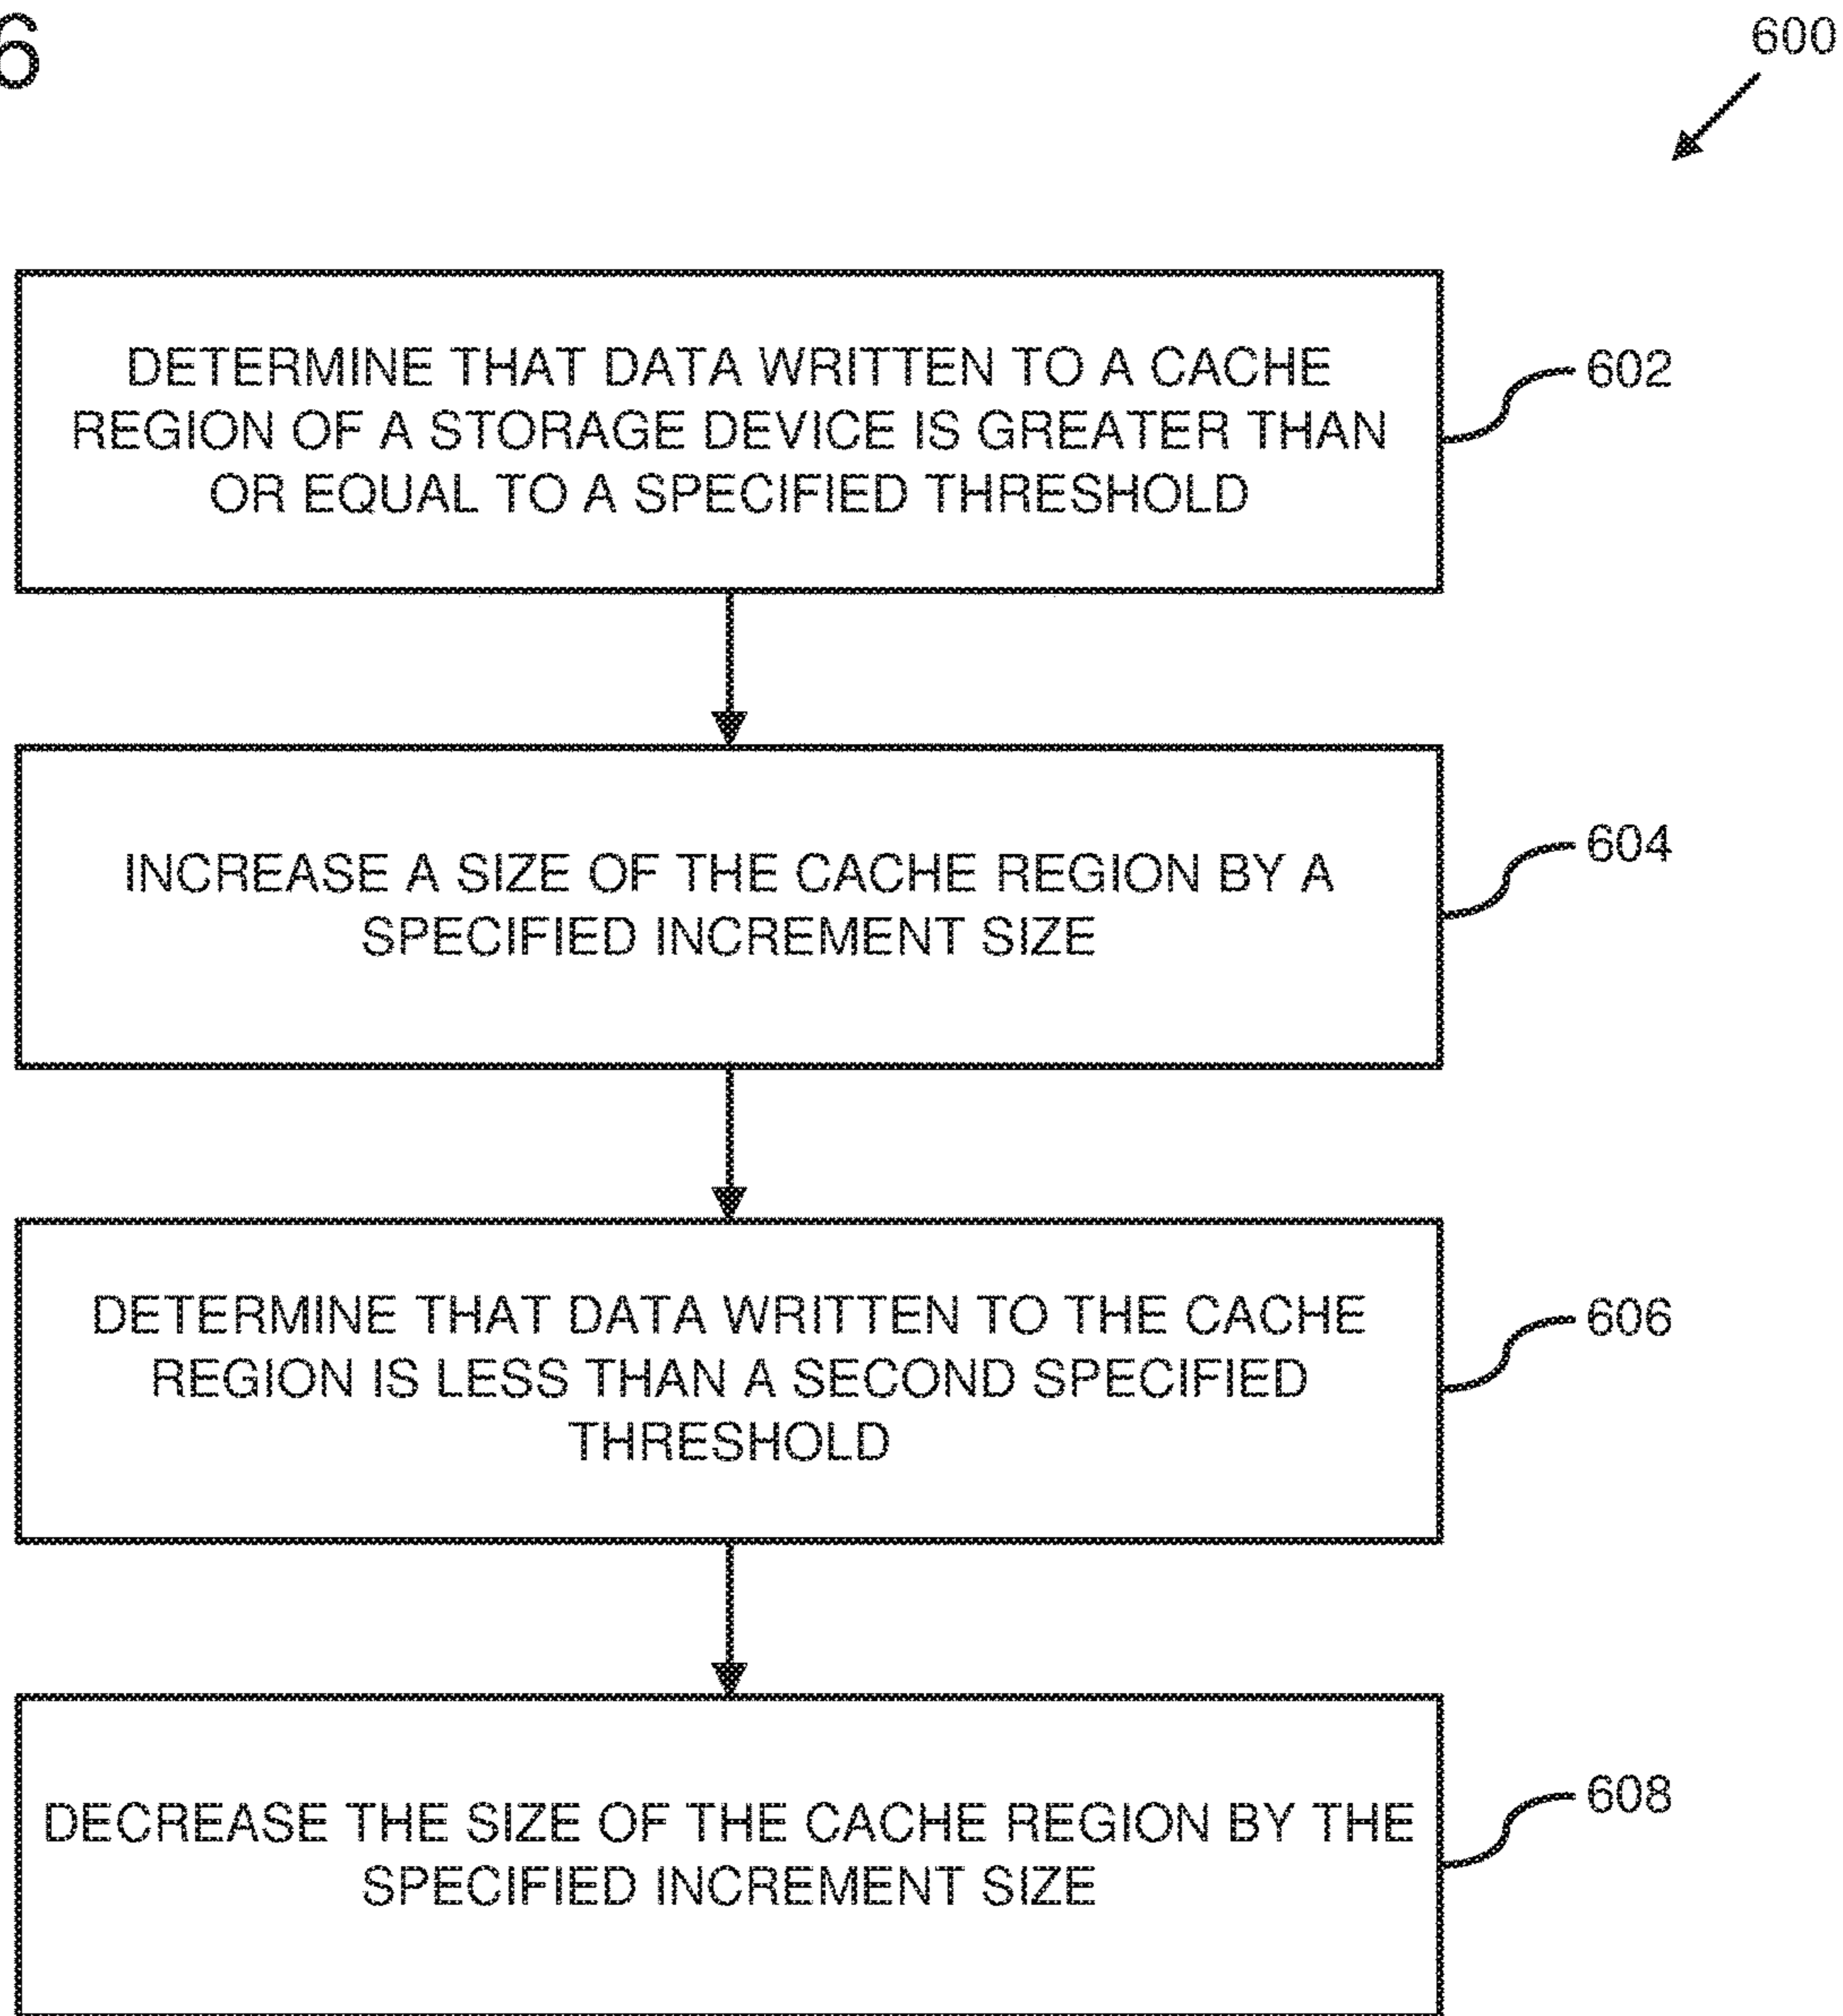 6
600
DETERMINE THAT DATA WRITTEN TO A CACHE
REGION OF A STORAGE DEVICE IS GREATER THAN
OR EQUAL TO A SPECIFIED THRESHOLD
602
INCREASE A SIZE OF THE CACHE REGION BY A
SPECIFIED INCREMENT SIZE
604
DETERMINE THAT DATA WRITTEN TO THE CACHE
REGION IS LESS THAN A SECOND SPECIFIED
THRESHOLD
606
DECREASE THE SIZE OF THE CACHE REGION BY THE
SPECIFIED INCREMENT SIZE
608